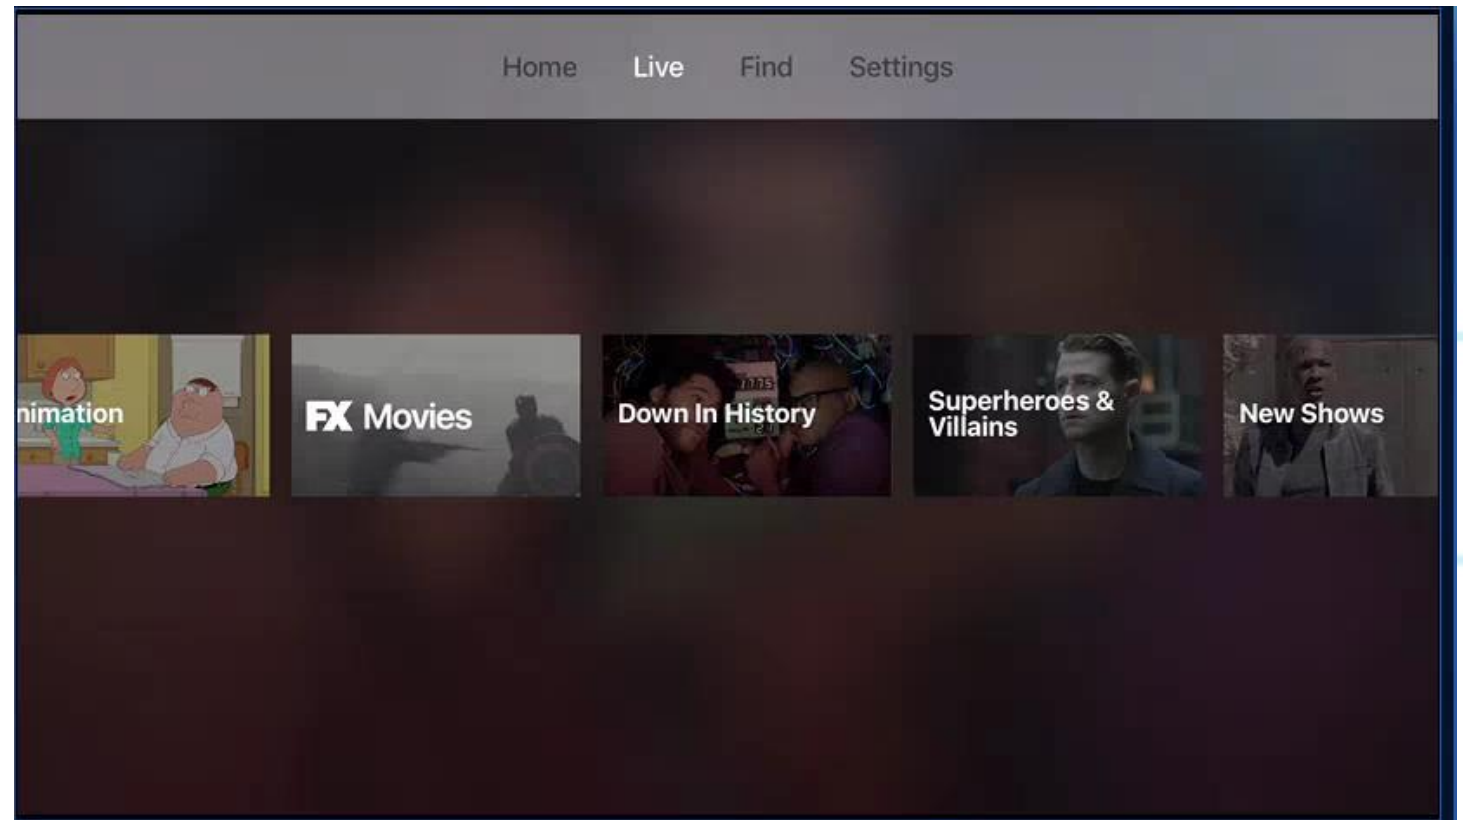 Home Live Find Settings
nimation
FX Movies
Down In History
Superheroes &
Villains
New Shows